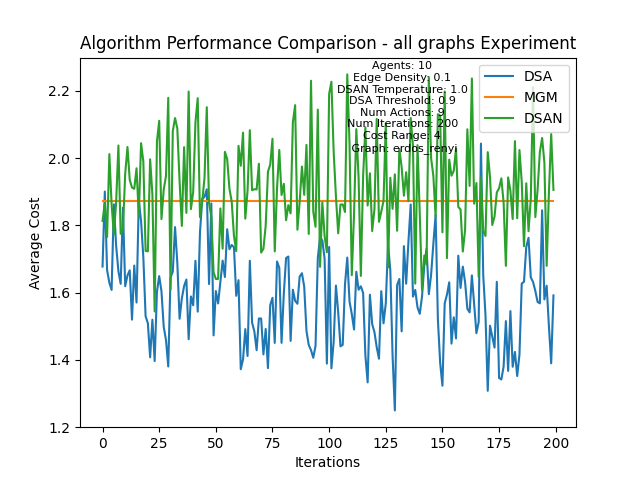 Algorithm Performance Comparison - all graphs Experiment
Agents: 10
Edge Density: 0.1
DSAN Temperature: 1.0
DSA Threshold: 0.9
Num Actions: 9
Num Iterations: 200
Cost Range: 4
Graph: erdos_renyi
DSA
MGM
DSAN
Average Cost
2.2
2.0
1.8
1.6
1.4
1.2
0
25
50
75
100
125
150
175
200
Iterations